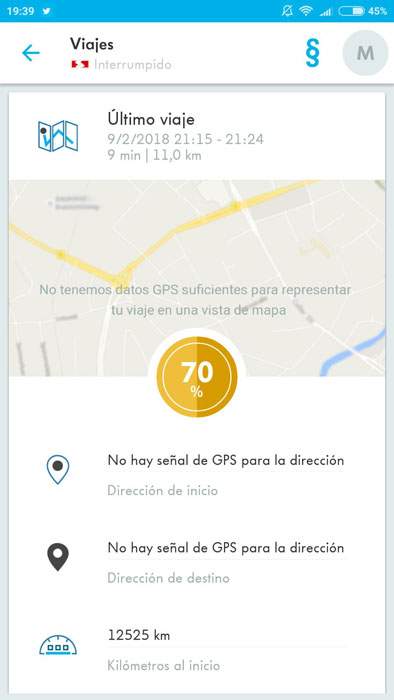 19:39
45%
Viajes
Interrumpido
§
M
Último viaje
9/2/2018 21:15 - 21:24
9 min | 11,0 km
No tenemos datos GPS suficientes para representar
tu viaje en una vista de mapa
70
%
No hay señal de GPS para la dirección
Dirección de inicio
No hay señal de GPS para la dirección
Dirección de destino
12525 km
Kilómetros al inicio